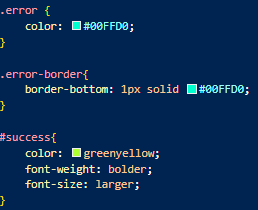 .error {
color: #00FFD0;
}
.error-border{
border-bottom: 1px solid #00FFD0;
}
#success{
color: greenyellow;
font-weight: bolder;
font-size: larger;
}